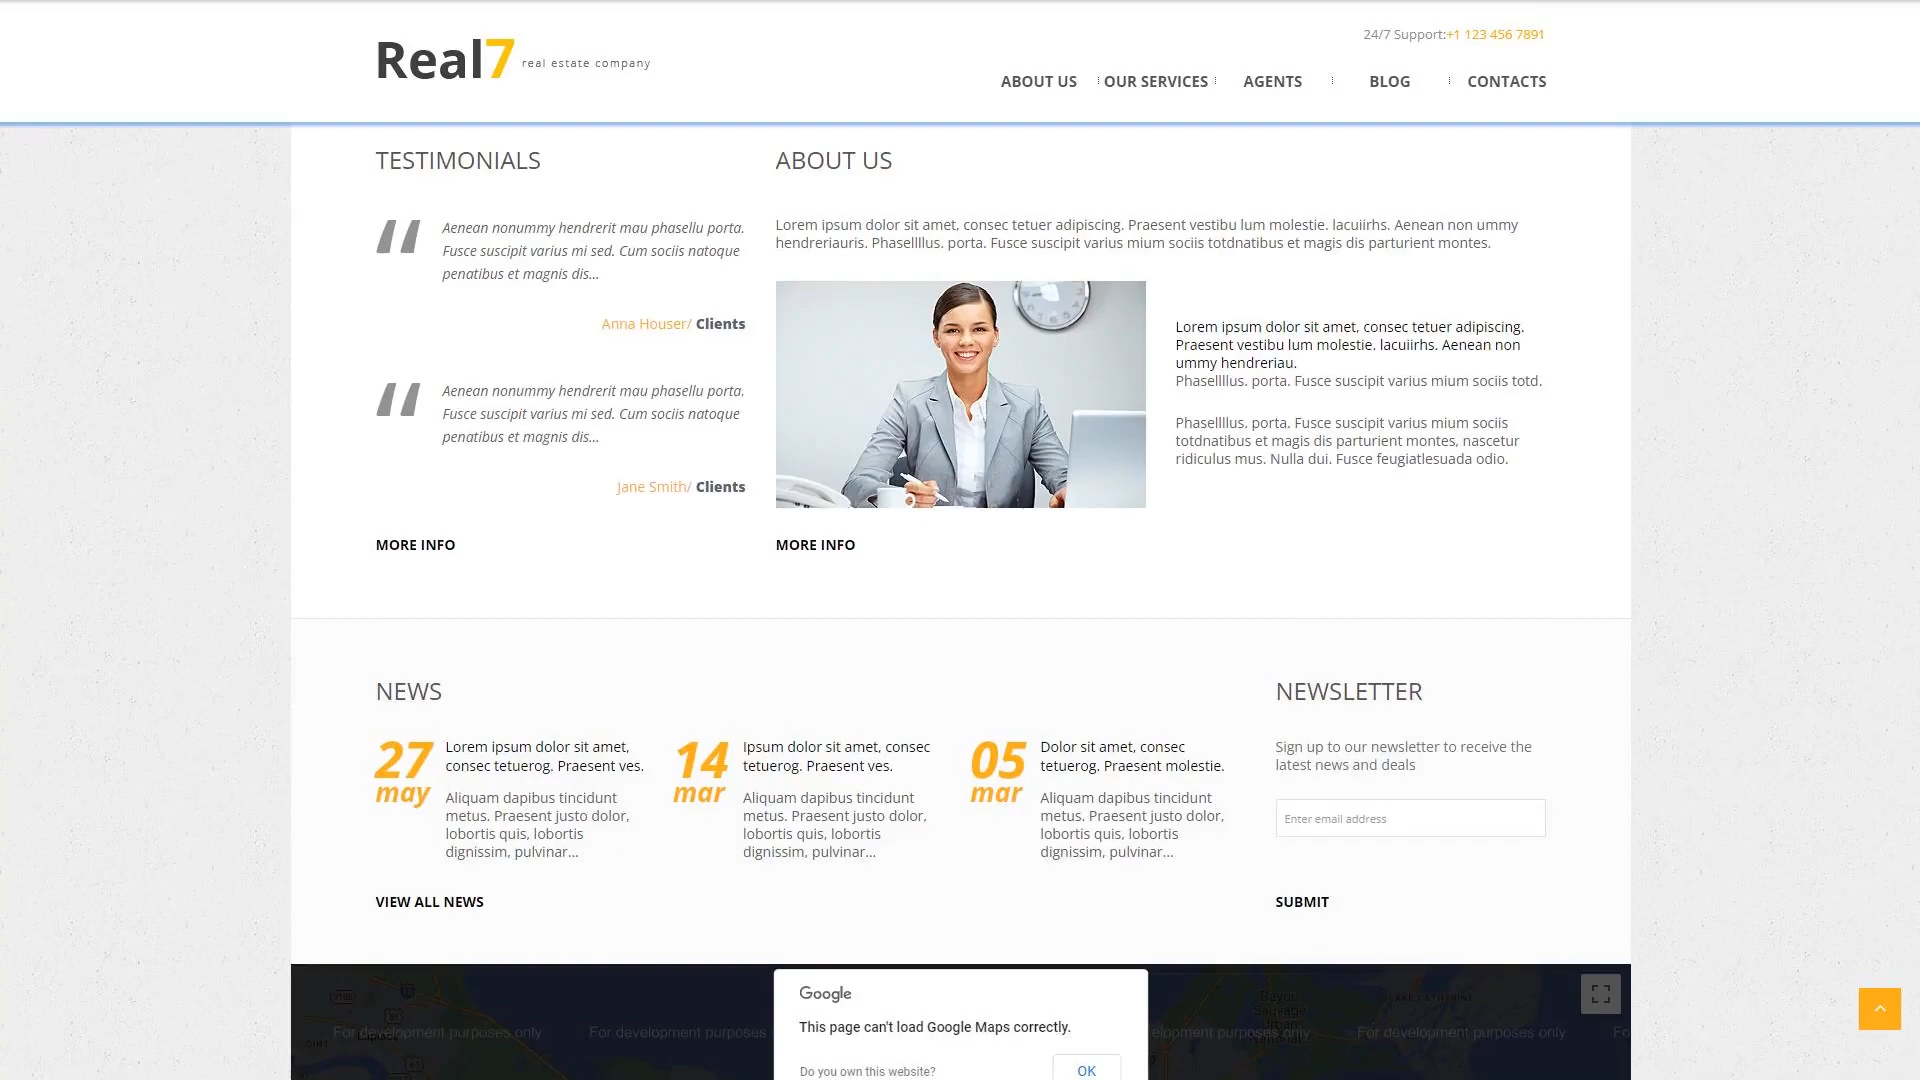 24/7 Support:+1 123 456 7891
Real7 real estate company
ABOUT US OUR SERVICES AGENTS BLOG CONTACTS
TESTIMONIALS
Aenean nonummy hendrerit mau phasellu porta.
Fusce suscipit varius mi sed. Cum sociis natoque
penatibus et magnis dis...
Anna Houser/ Clients
Aenean nonummy hendrerit mau phasellu porta.
Fusce suscipit varius mi sed. Cum sociis natoque
penatibus et magnis dis...
Jane Smith/ Clients
MORE INFO
ABOUT US
Lorem ipsum dolor sit amet, consec tetuer adipiscing. Praesent vestibu lum molestie. lacuiirhs. Aenean non ummy
hendreriauris. Phasellllus. porta. Fusce suscipit varius mium sociis totdnatibus et magis dis parturient montes.
Lorem ipsum dolor sit amet, consec tetuer adipiscing.
Praesent vestibu lum molestie. lacuiirhs. Aenean non
ummy hendreriau.
Phasellllus. porta. Fusce suscipit varius mium sociis totd.
Phasellllus. porta. Fusce suscipit varius mium sociis
totdnatibus et magis dis parturient montes, nascetur
ridiculus mus. Nulla dui. Fusce feugiatlesuada odio.
MORE INFO
NEWS
27
may
Lorem ipsum dolor sit amet,
consec tetuerog. Praesent ves.
Aliquam dapibus tincidunt
metus. Praesent justo dolor,
lobortis quis, lobortis
dignissim, pulvinar...
14
mar
Ipsum dolor sit amet, consec
tetuerog. Praesent ves.
Aliquam dapibus tincidunt
metus. Praesent justo dolor,
lobortis quis, lobortis
dignissim, pulvinar...
05
mar
Dolor sit amet, consec
tetuerog. Praesent molestie.
Aliquam dapibus tincidunt
metus. Praesent justo dolor,
lobortis quis, lobortis
dignissim, pulvinar...
VIEW ALL NEWS
NEWSLETTER
Sign up to our newsletter to receive the
latest news and deals
Enter email address
SUBMIT
Google
This page can't load Google Maps correctly.
Do you own this website? OK
For development purposes only
For development purposes
elopment purposes only
For development purposes only
Fo
Bayou
Sauvage
Urban
National
LAKE CATHERINE
Laplace